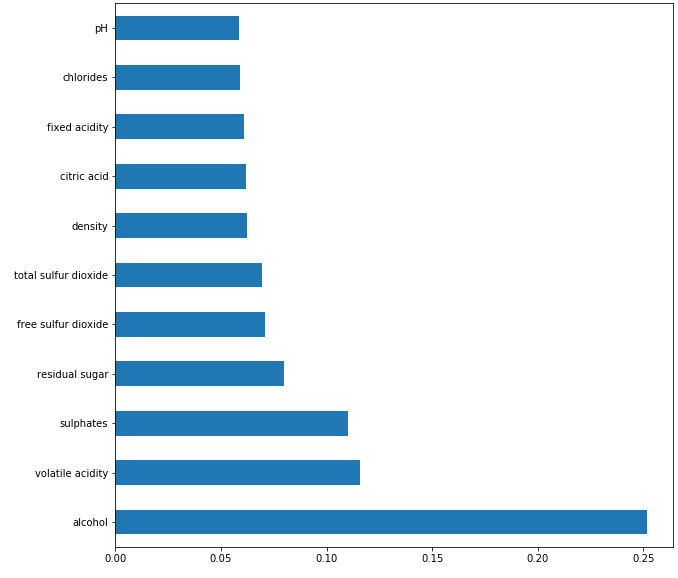 pH
chlorides
fixed acidity
citric acid
density
total sulfur dioxide
free sulfur dioxide
residual sugar
sulphates
volatile acidity
alcohol
0.00 0.05 0.10 0.15 0.20 0.25